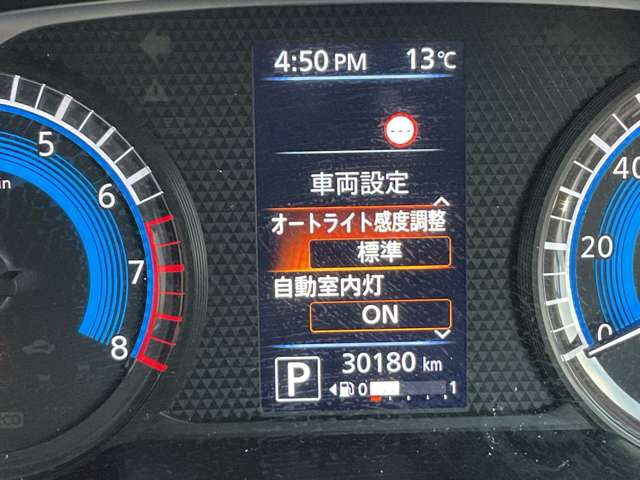 4:50 PM 13℃
---
車両設定
オートライト感度調整
標準
自動室内灯
ON
P 30180 km
0 1
5
6
7
8
40
20
0